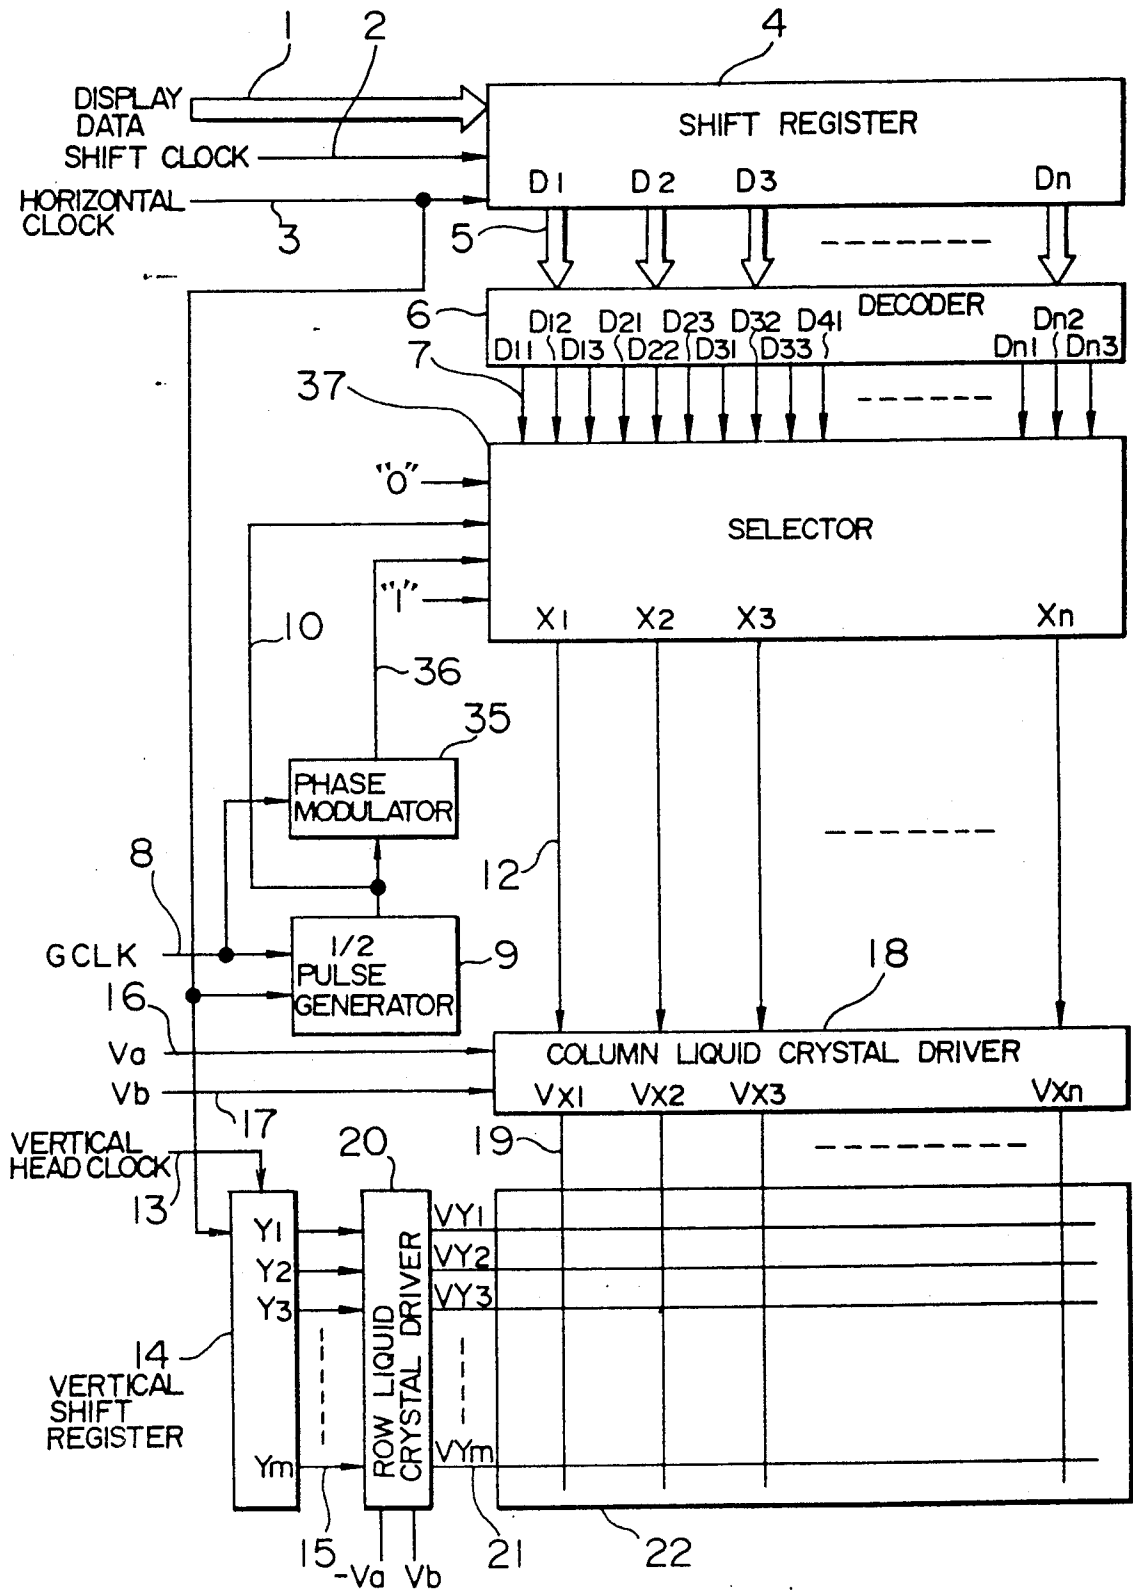 1
2
4
DISPLAY
DATA
SHIFT CLOCK
HORIZONTAL
CLOCK
3
SHIFT REGISTER
D1 D2 D3 Dn
5
6
DECODER
D12 D21 D23 D32 D41 Dn2
D11 D13 D22 D31 D33 Dn1 Dn3
7
37
"0"
SELECTOR
"1"
X1 X2 X3 Xn
10
36
35
PHASE
MODULATOR
12
8
GCLK
1/2
PULSE
GENERATOR
9
18
16
Va
Vb
17
COLUMN LIQUID CRYSTAL DRIVER
VX1 VX2 VX3 VXn
19
VERTICAL
HEAD CLOCK
13
20
Y1
Y2
Y3
Ym
ROW LIQUID
CRYSTAL DRIVER
VY1
VY2
VY3
VYm
14
VERTICAL
SHIFT
REGISTER
15
-Va Vb
21
22